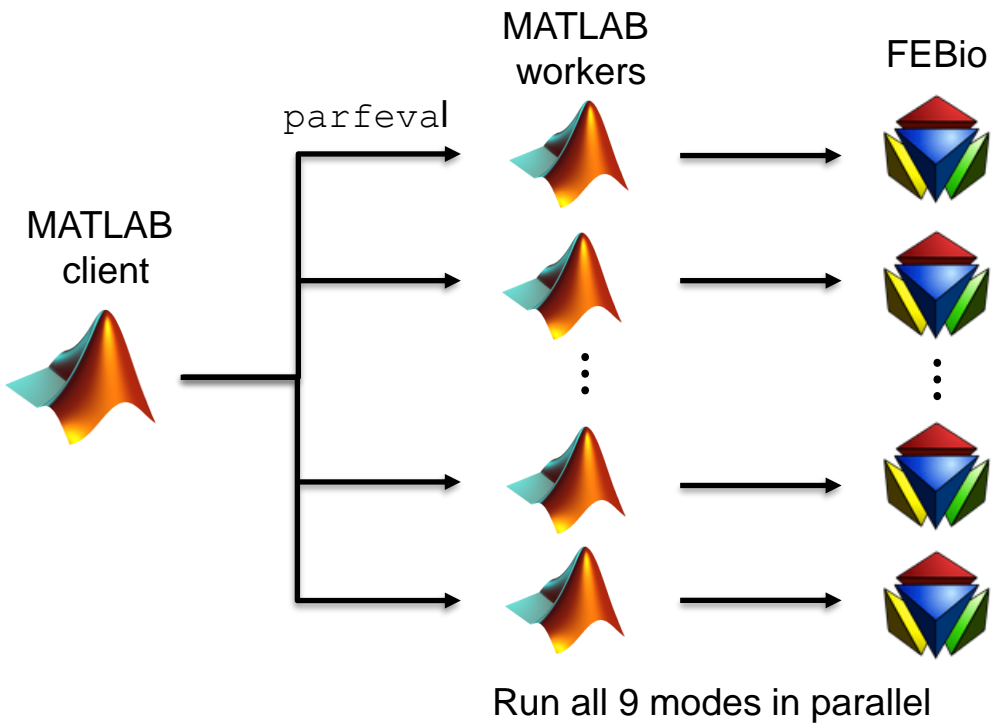 MATLAB
workers
FEBio
parfeval
MATLAB
client
Run all 9 modes in parallel